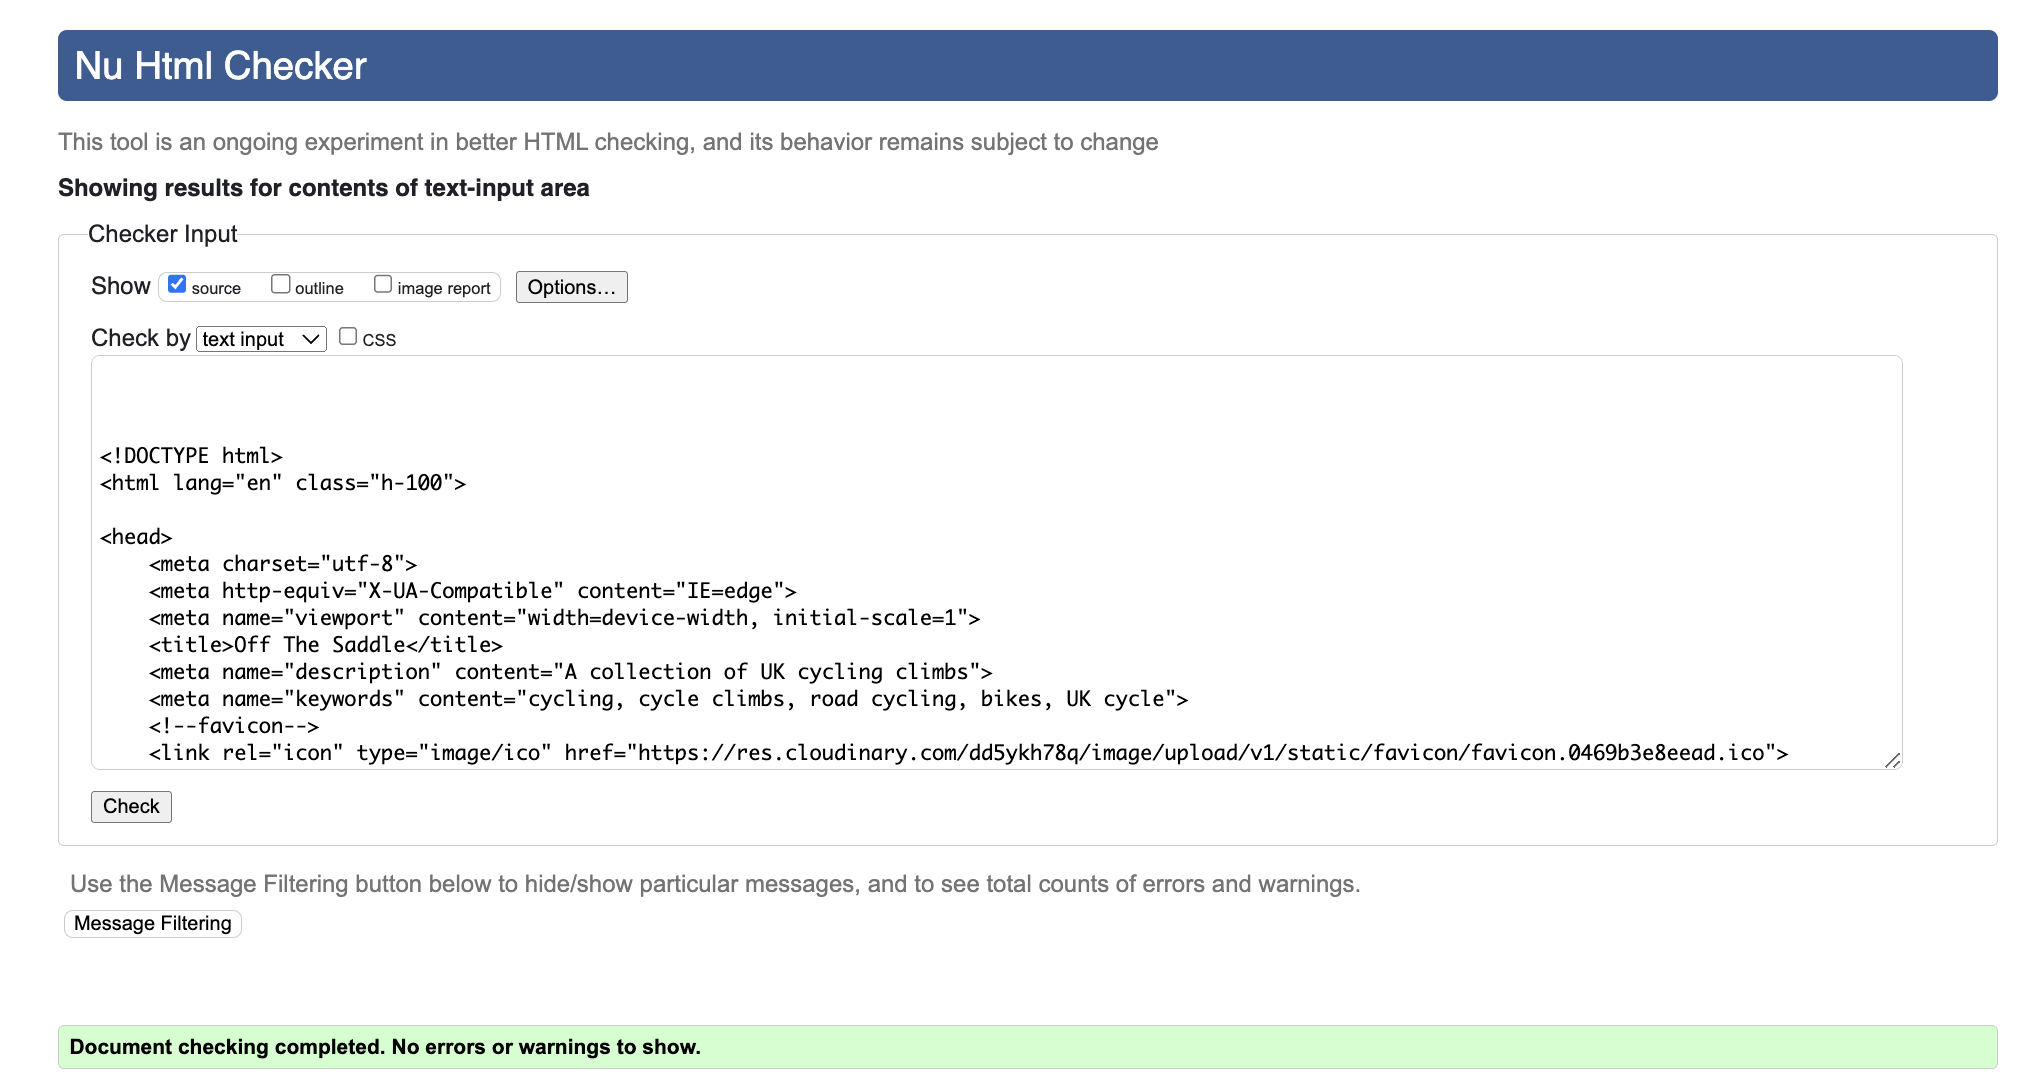 Nu Html Checker
This tool is an ongoing experiment in better HTML checking, and its behavior remains subject to change
Showing results for contents of text-input area
Checker Input
Show source outline image report Options...
Check by text input CSS
<!DOCTYPE html>
<html lang="en" class="h-100">
<head>
    <meta charset="utf-8">
    <meta http-equiv="X-UA-Compatible" content="IE=edge">
    <meta name="viewport" content="width=device-width, initial-scale=1">
    <title>Off The Saddle</title>
    <meta name="description" content="A collection of UK cycling climbs">
    <meta name="keywords" content="cycling, cycle climbs, road cycling, bikes, UK cycle">
    <!--favicon-->
    <link rel="icon" type="image/ico" href="https://res.cloudinary.com/dd5ykh78q/image/upload/v1/static/favicon/favicon.0469b3e8eead.ico">
Check
Use the Message Filtering button below to hide/show particular messages, and to see total counts of errors and warnings.
Message Filtering
Document checking completed. No errors or warnings to show.